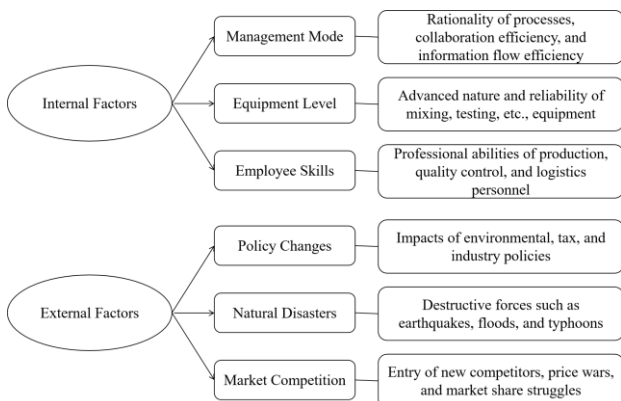 Internal Factors
Management Mode
Rationality of processes,
collaboration efficiency, and
information flow efficiency
Equipment Level
Advanced nature and reliability of
mixing, testing, etc., equipment
Employee Skills
Professional abilities of production,
quality control, and logistics
personnel
External Factors
Policy Changes
Impacts of environmental, tax, and
industry policies
Natural Disasters
Destructive forces such as
earthquakes, floods, and typhoons
Market Competition
Entry of new competitors, price wars,
and market share struggles